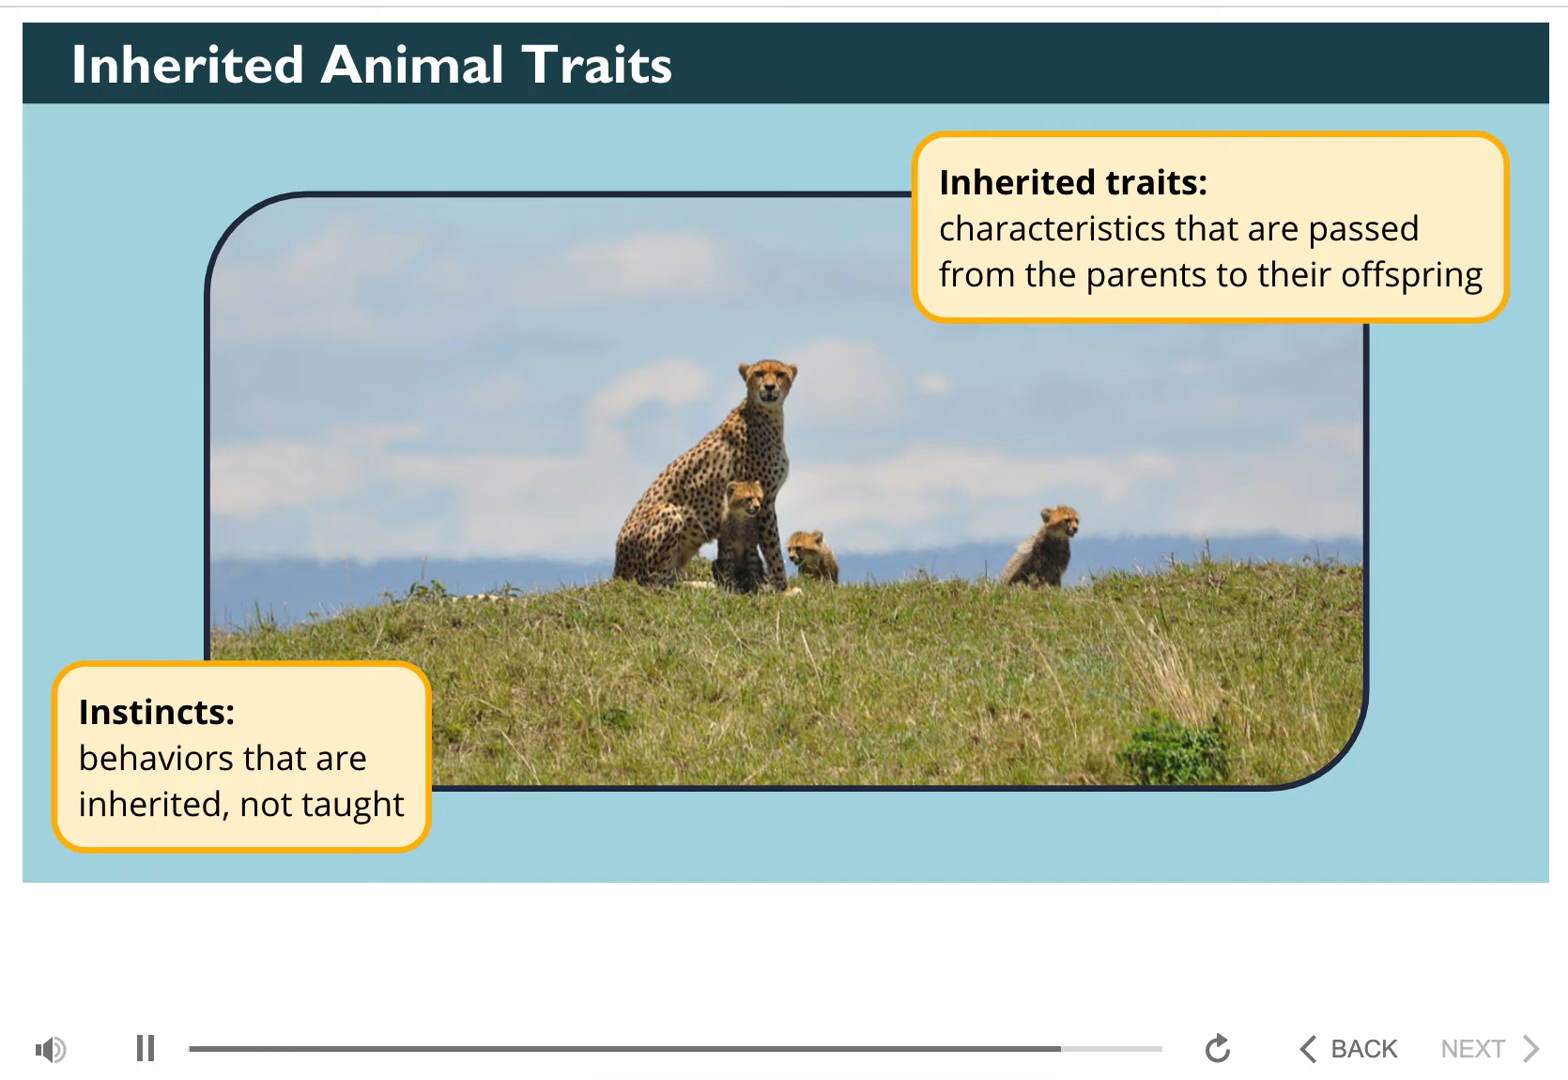 Inherited Animal Traits
Inherited traits:
characteristics that are passed
from the parents to their offspring
Instincts:
behaviors that are
inherited, not taught
BACK
NEXT